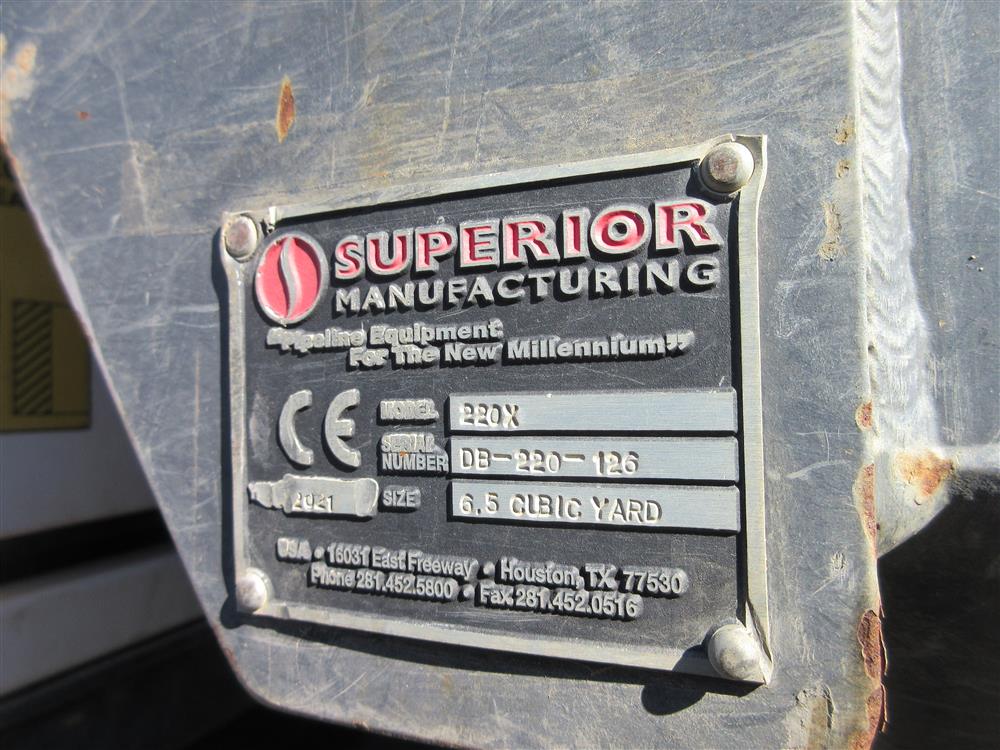 SUPERIOR
MANUFACTURING
"Pipeline Equipment
For The New Millennium"
CE
MODEL 220X
SERIAL NUMBER DB-220-126
2021
SIZE 6.5 CUBIC YARD
USA • 16031 East Freeway • Houston, TX 77530
Phone 281.452.5800 • Fax 281.452.0516